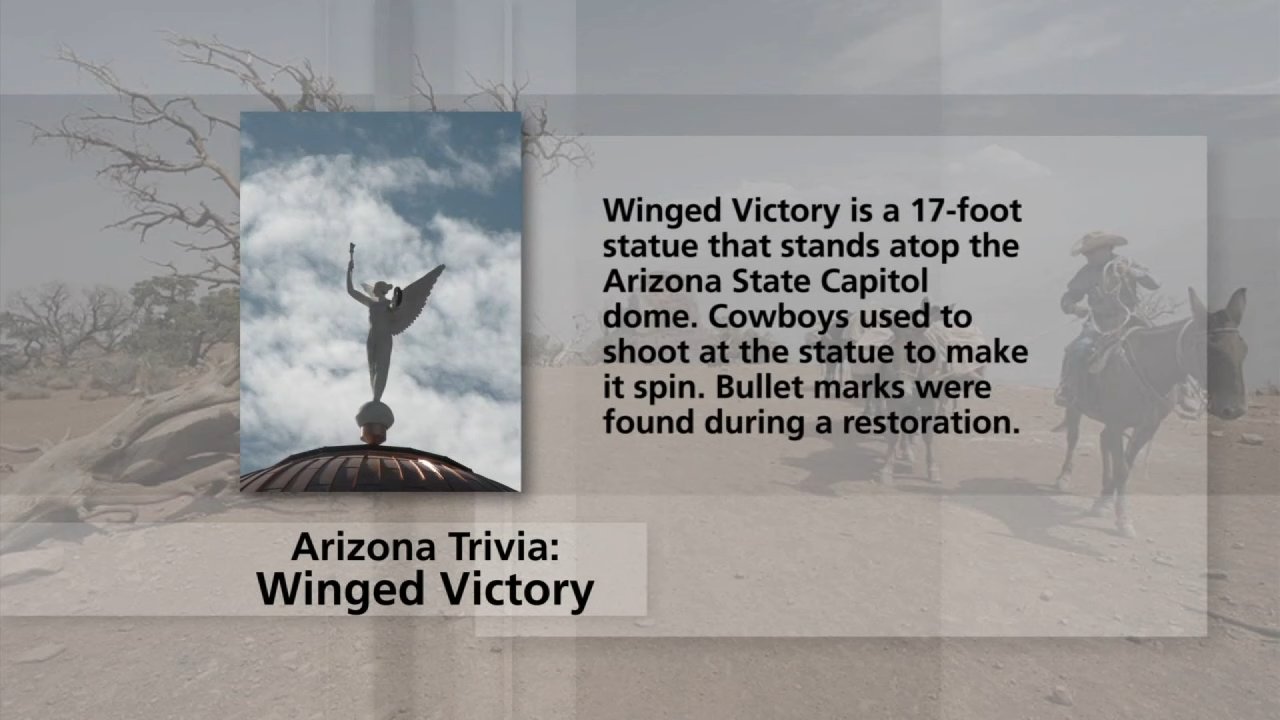 Winged Victory is a 17-foot
statue that stands atop the
Arizona State Capitol
dome. Cowboys used to
shoot at the statue to make
it spin. Bullet marks were
found during a restoration.
Arizona Trivia:
Winged Victory